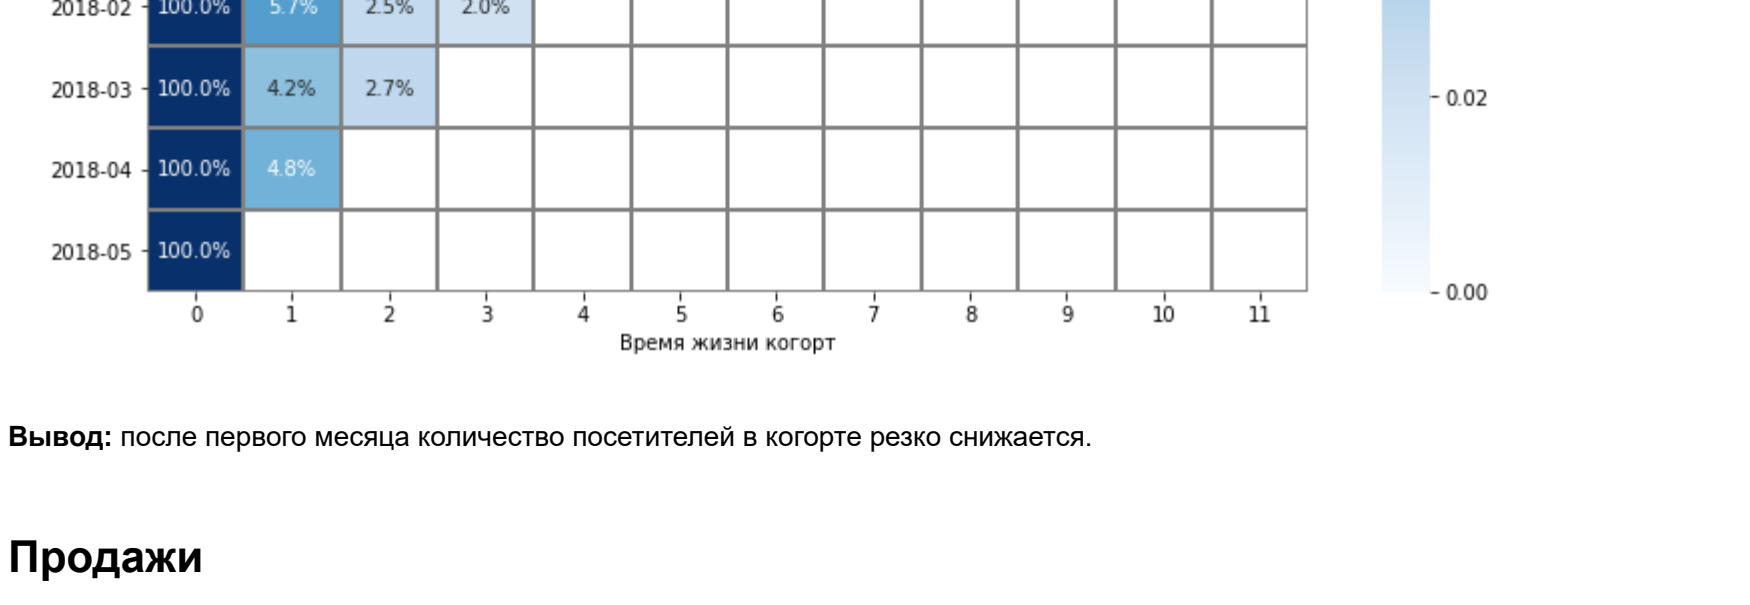 2018-02 100.0% 5.7% 2.5% 2.0%
2018-03 100.0% 4.2% 2.7%
0.02
2018-04 100.0% 4.8%
2018-05 100.0%
0.00
0 1 2 3 4 5 6 7 8 9 10 11
Время жизни когорт
Вывод: после первого месяца количество посетителей в когорте резко снижается.
Продажи